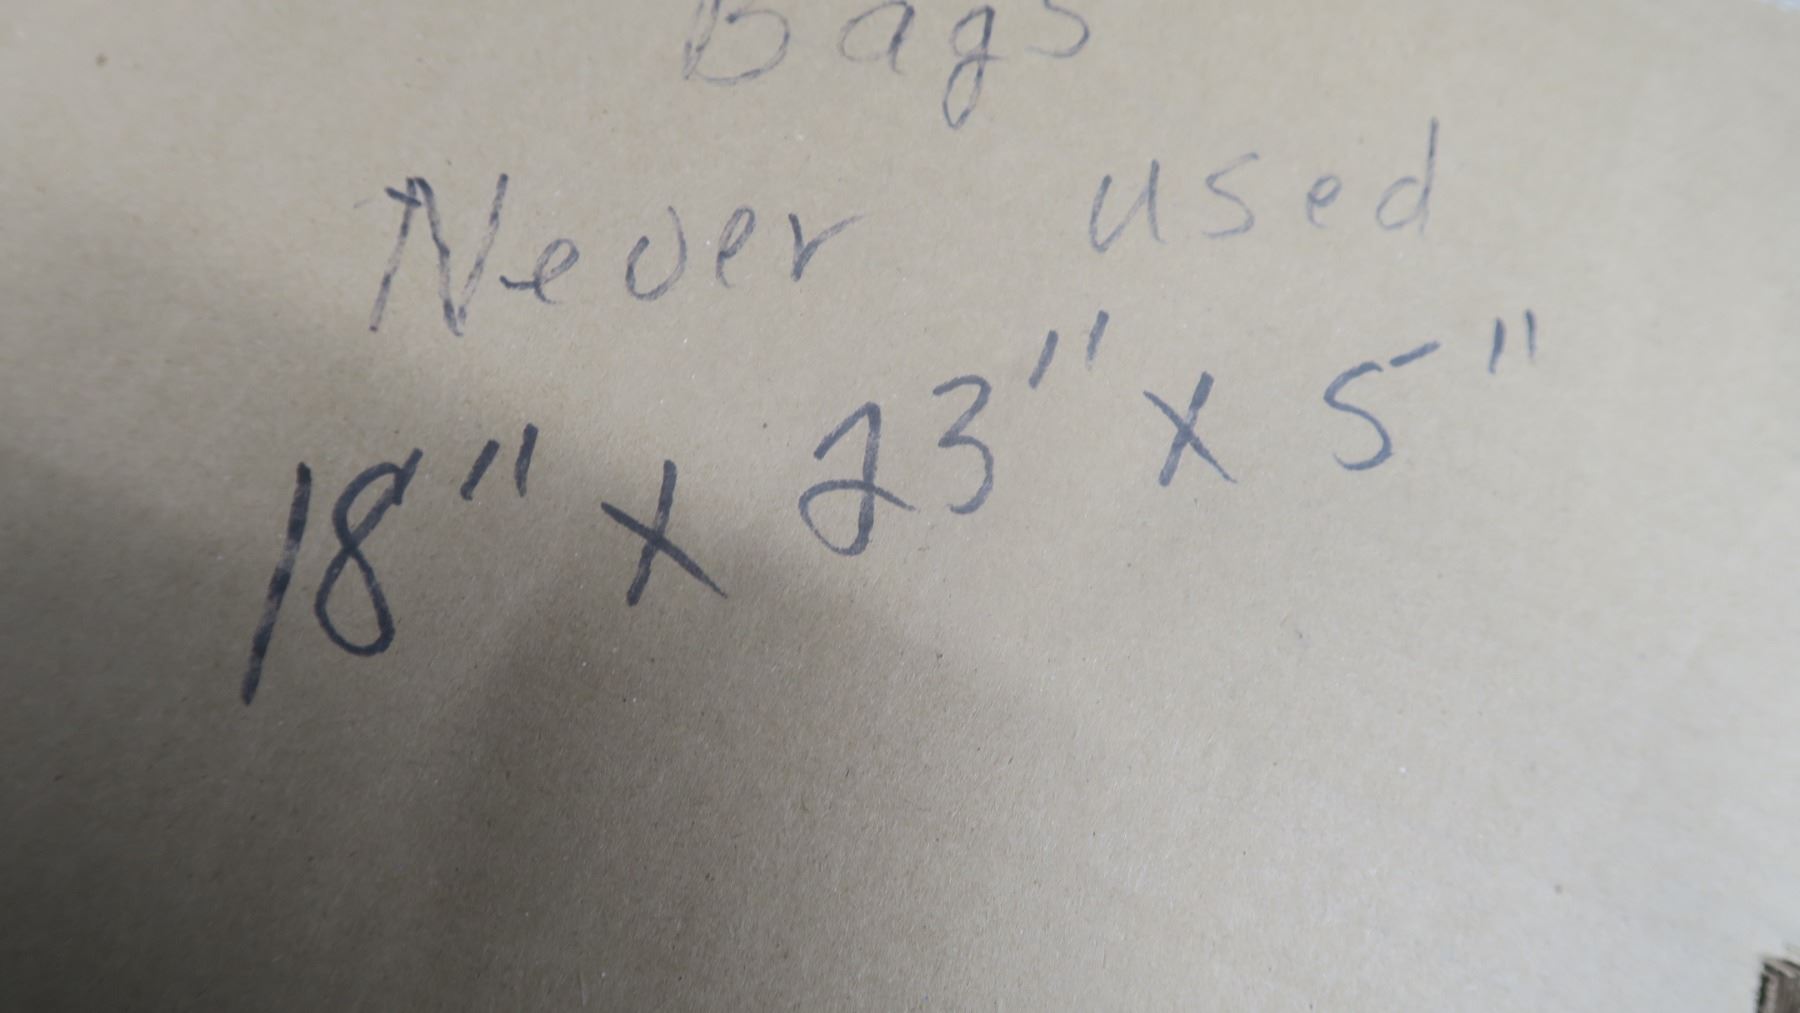 Bags
Never used
18" x 23" x 5"